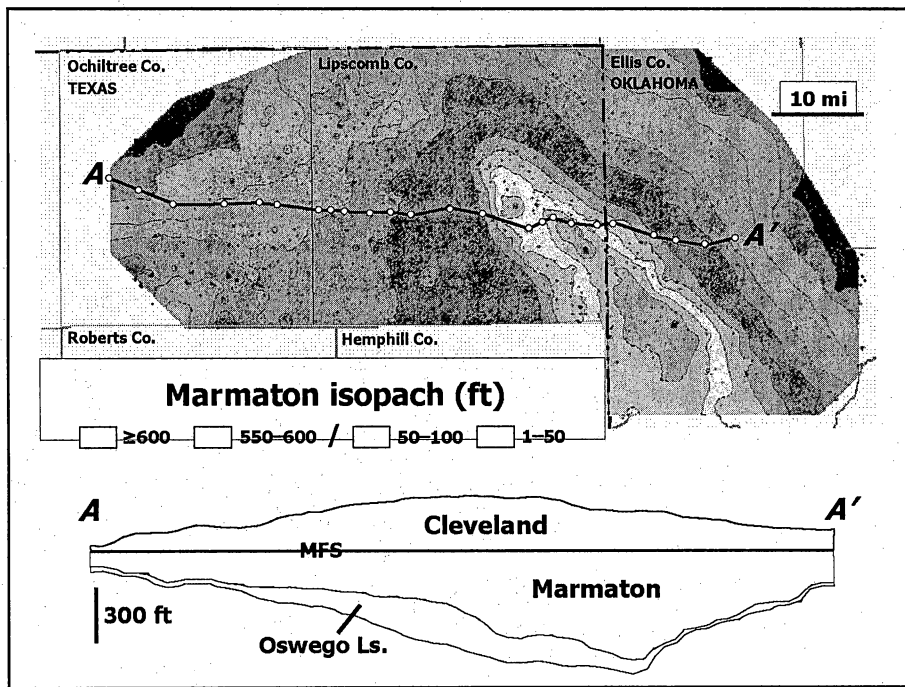 Ochiltree Co.
TEXAS
Lipscomb Co.
Ellis Co.
OKLAHOMA
10 mi
A
A′
Roberts Co.
Hemphill Co.
Marmaton isopach (ft)
≥600 550–600 / 50–100 1–50
A
A′
Cleveland
MFS
Marmaton
300 ft
Oswego Ls.